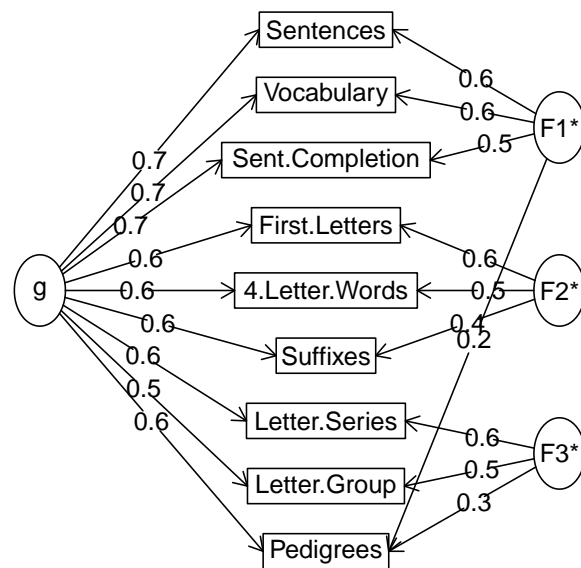 Sentences
0.6
Vocabulary
0.6
F1*
0.7
Sent.Completion
0.5
0.7
0.7
First.Letters
0.6
0.6
g
0.6
4.Letter.Words
0.5
F2*
0.6
0.4
0.2
Suffixes
0.6
0.5
Letter.Series
0.6
0.6
F3*
Letter.Group
0.5
0.3
Pedigrees